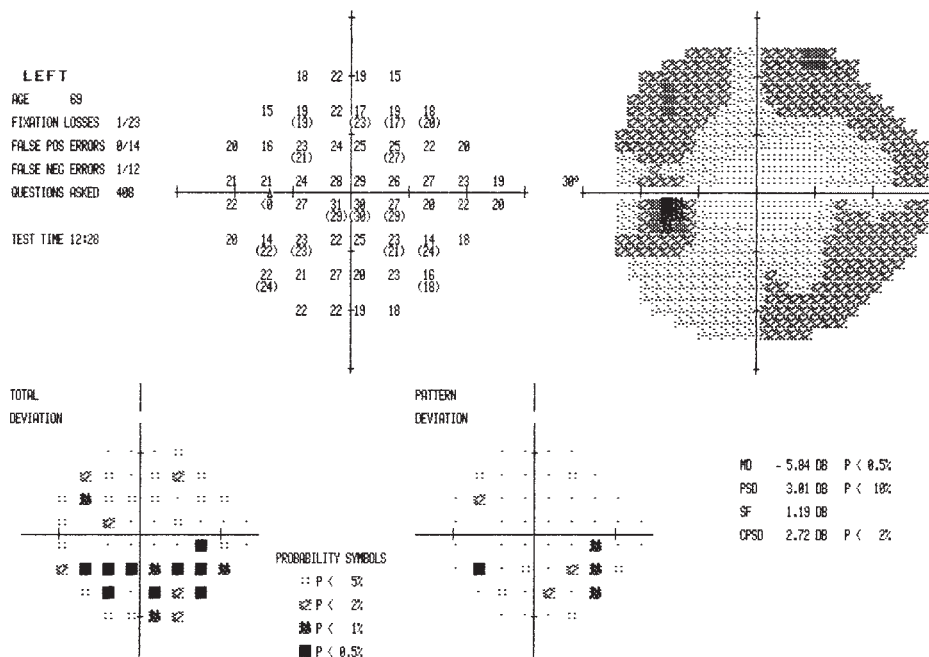 LEFT
AGE 69
FIXATION LOSSES 1/23
FALSE POS ERRORS 0/14
FALSE NEG ERRORS 1/12
QUESTIONS ASKED 408
TEST TIME 12:28
18 22 19 15
15 19 22 17 19 18
(19) (23) (17) (20)
20 16 23 24 25 25 22 20
(21) (27)
21 21 24 28 29 26 27 23 19
22 <0 27 31 30 27 20 22 20
(29) (30) (29)
20 14 23 22 25 23 14 18
(22) (23) (21) (24)
22 21 27 20 23 16
(24) (18)
22 22 19 18
30°
TOTAL
DEVIATION
PATTERN
DEVIATION
PROBABILITY SYMBOLS
P < 5%
P < 2%
P < 1%
P < 0.5%
MD - 5.04 DB P < 0.5%
PSD 3.01 DB P < 10%
SF 1.19 DB
CPSD 2.72 DB P < 2%